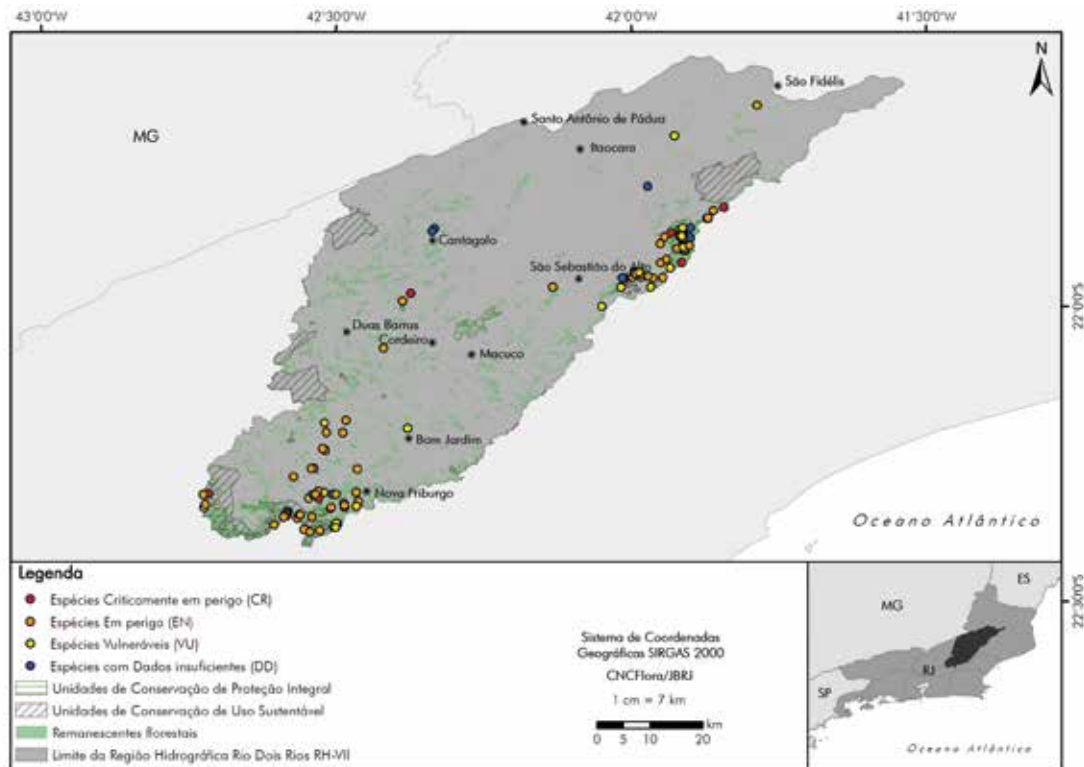 43°00'0"W
42°30'0"W
42°00'0"W
41°30'0"W
N
São Fidélis
MG
Santo Antônio de Pádua
Itaocara
Cantagalo
São Sebastião do Alto
22°00'S
Duas Barras
Cordeiro
Macuco
Bom Jardim
Nova Friburgo
Oceano Atlântico
Legenda
Espécies Criticamente em perigo (CR)
Espécies Em perigo (EN)
Espécies Vulneráveis (VU)
Espécies com Dados insuficientes (DD)
Unidades de Conservação de Proteção Integral
Unidades de Conservação de Uso Sustentável
Remanescentes florestais
Limite da Região Hidrográfica Rio Dois Rios RH-VII
Sistema de Coordenadas
Geográficas SIRGAS 2000
CNCFlora/JBRJ
1 cm = 7 km
km
0 5 10 20
22°30'0"S
ES
MG
RJ
SP
Oceano Atlântico